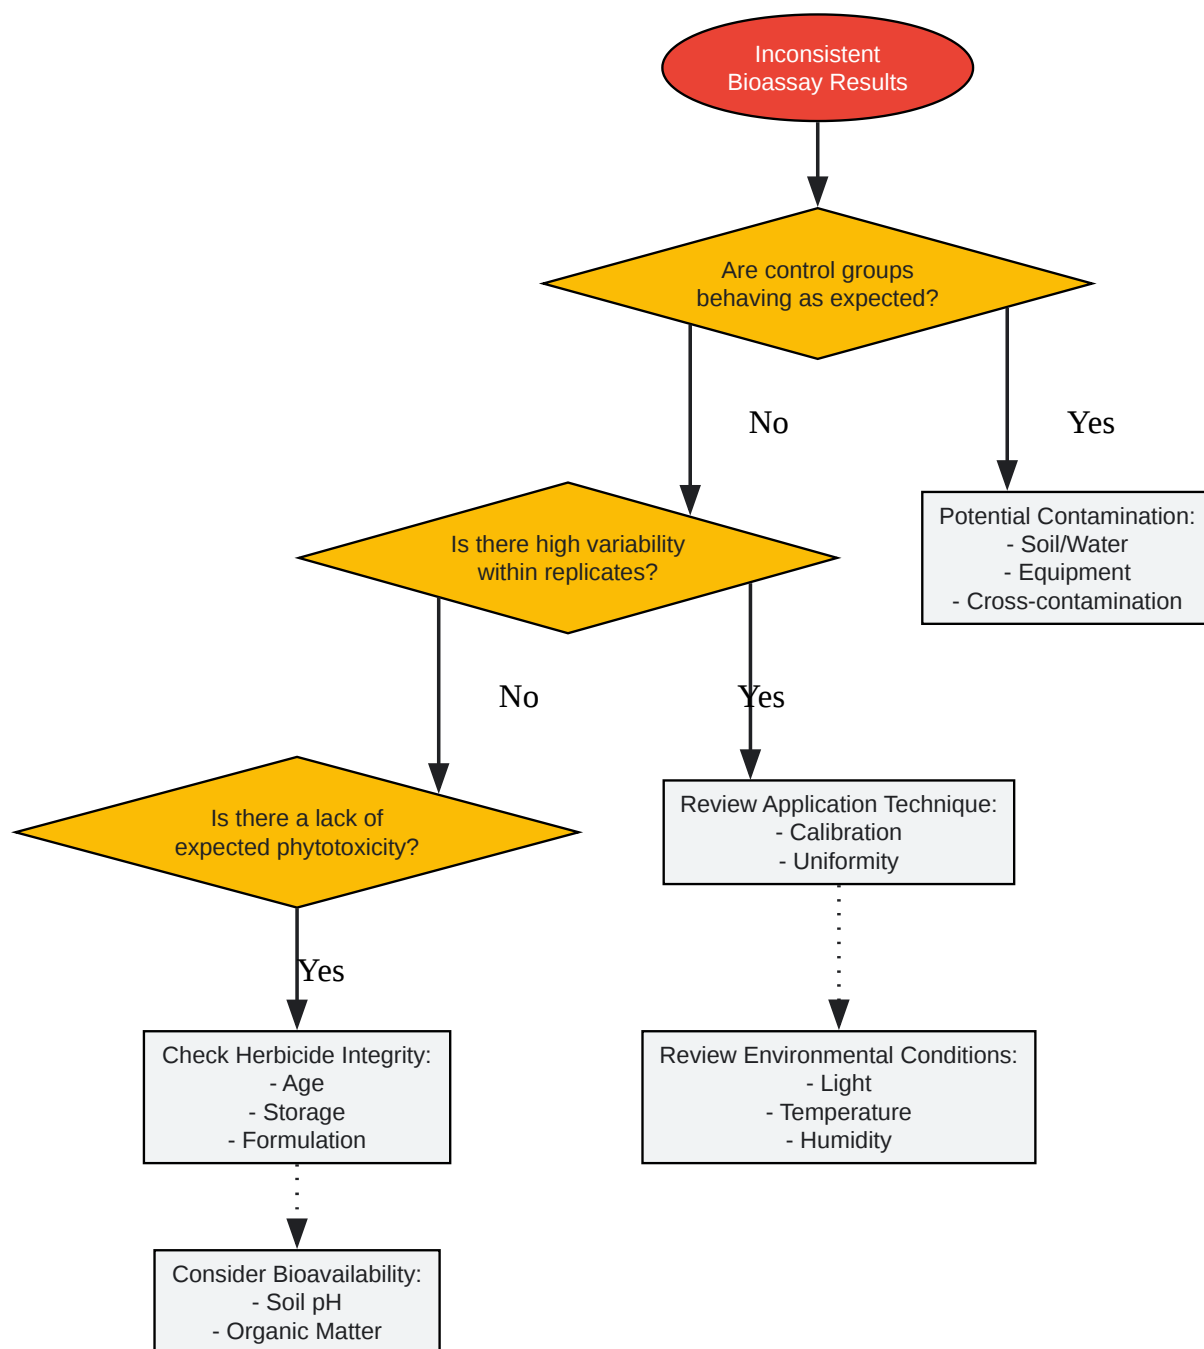 Inconsistent
Bioassay Results
Are control groups
behaving as expected?
No
Yes
Is there high variability
within replicates?
Potential Contamination:
- Soil/Water
- Equipment
- Cross-contamination
No
Yes
Is there a lack of
expected phytotoxicity?
Review Application Technique:
- Calibration
- Uniformity
Yes
Check Herbicide Integrity:
- Age
- Storage
- Formulation
Review Environmental Conditions:
- Light
- Temperature
- Humidity
Consider Bioavailability:
- Soil pH
- Organic Matter